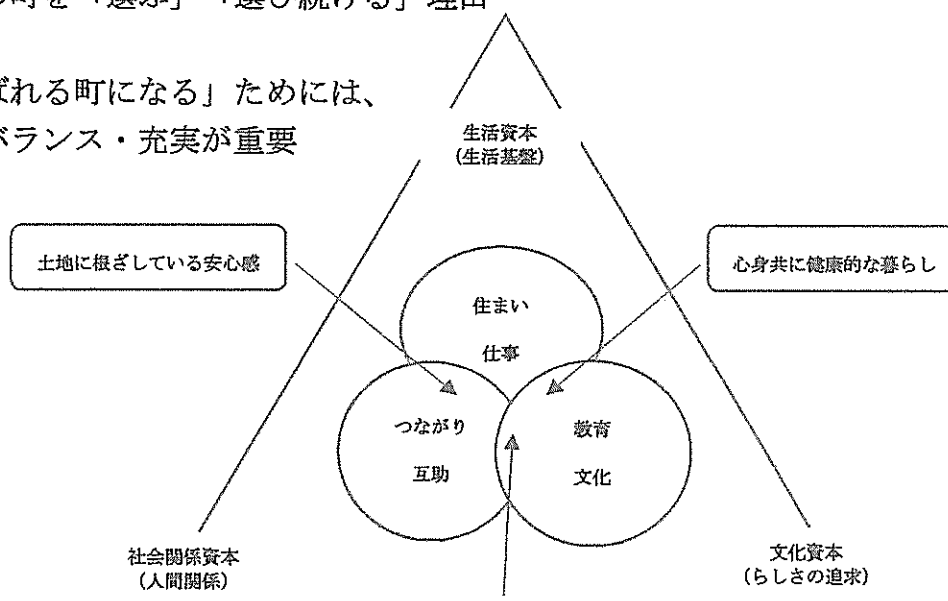 町を「選ぶ」「選び続ける」理由
ばれる町になる」ためには、
バランス・充実が重要
生活資本
（生活基盤）
土地に根ざしている安心感
心身共に健康的な暮らし
住まい
仕事
つながり
互助
教育
文化
社会関係資本
（人間関係）
文化資本
（らしさの追求）